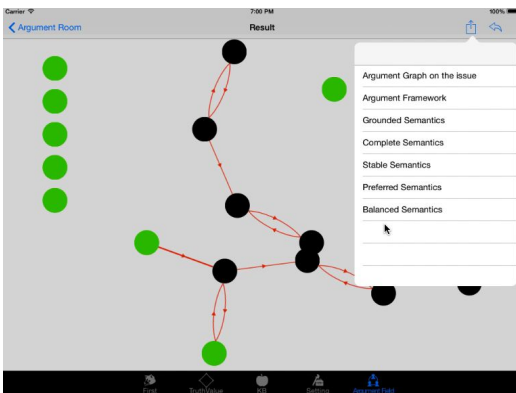 Carrier 7:00 PM 100%
Argument Room Result
Argument Graph on the issue
Argument Framework
Grounded Semantics
Complete Semantics
Stable Semantics
Preferred Semantics
Balanced Semantics
First TruthValue KB Setting Argument Field